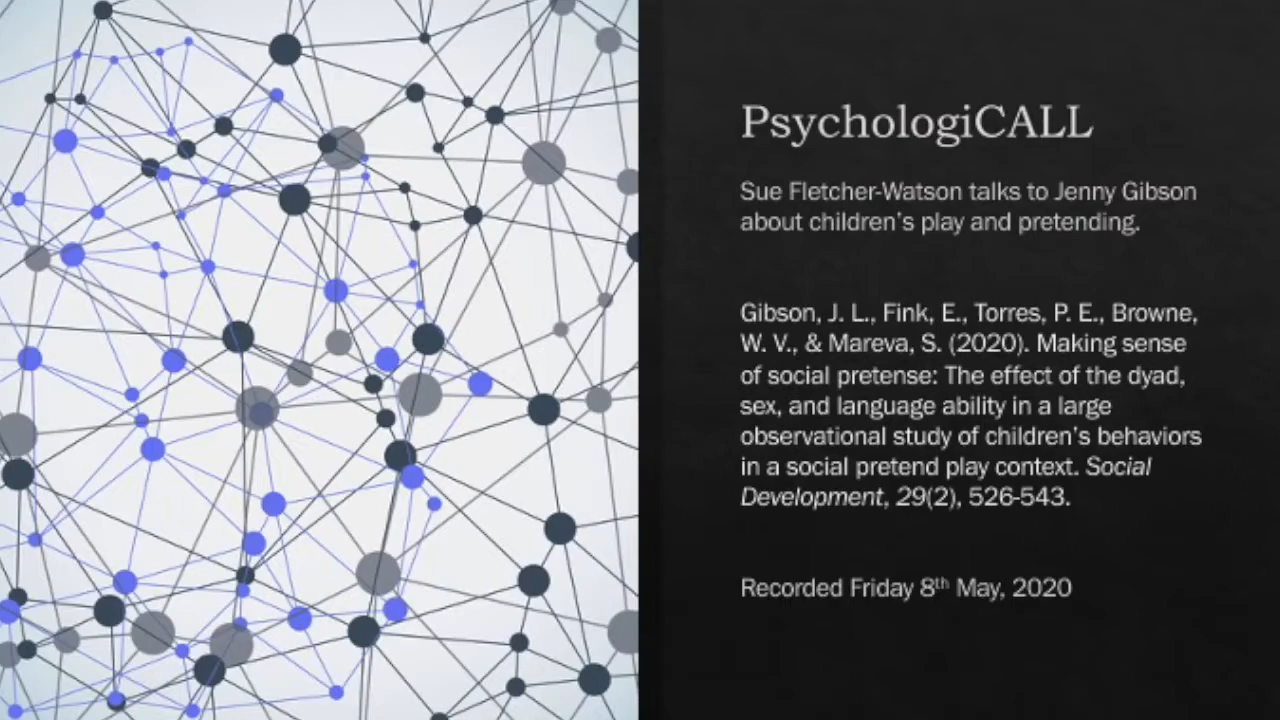 PsychologiCALL
Sue Fletcher-Watson talks to Jenny Gibson
about children’s play and pretending.
Gibson, J. L., Fink, E., Torres, P. E., Browne,
W. V., & Mareva, S. (2020). Making sense
of social pretense: The effect of the dyad,
sex, and language ability in a large
observational study of children’s behaviors
in a social pretend play context. Social
Development, 29(2), 526-543.
Recorded Friday 8th May, 2020